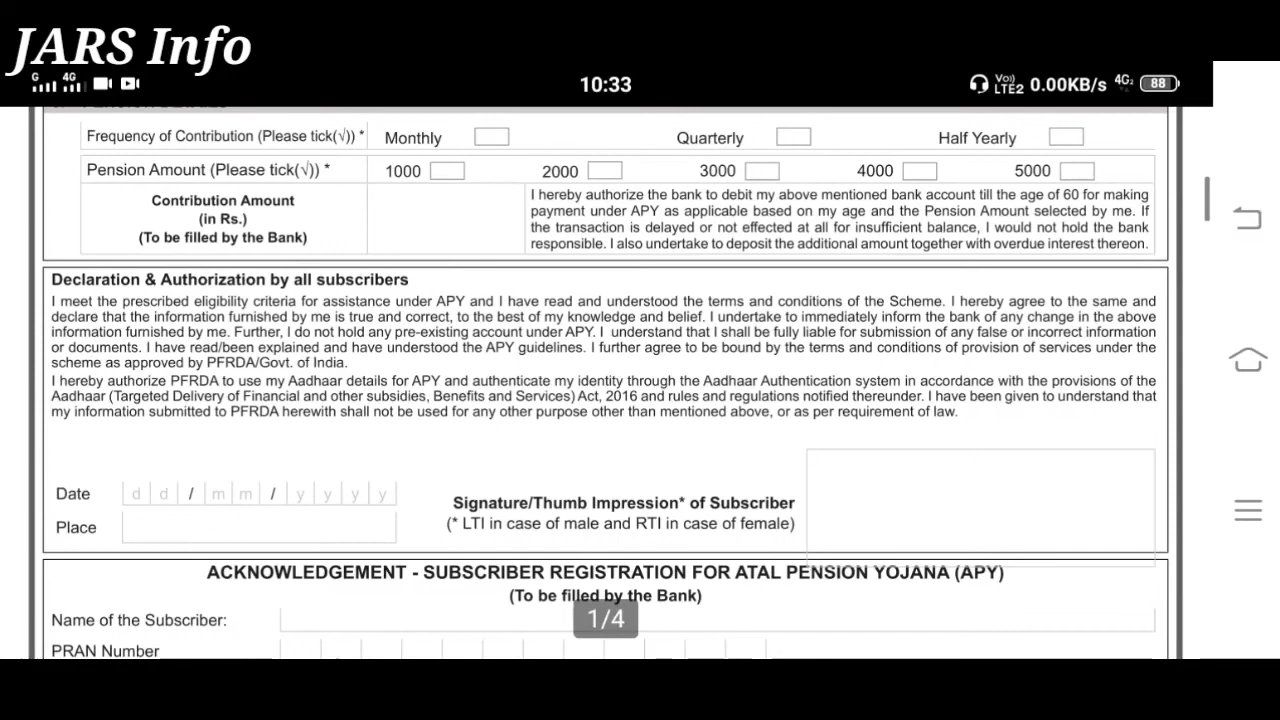 JARS Info
G 4G 10:33 Vo)) LTE2 0.00KB/s 4G2 88
Frequency of Contribution (Please tick(√)) * Monthly Quarterly Half Yearly
Pension Amount (Please tick(√)) * 1000 2000 3000 4000 5000
Contribution Amount
(in Rs.)
(To be filled by the Bank)
I hereby authorize the bank to debit my above mentioned bank account till the age of 60 for making
payment under APY as applicable based on my age and the Pension Amount selected by me. If
the transaction is delayed or not effected at all for insufficient balance, I would not hold the bank
responsible. I also undertake to deposit the additional amount together with overdue interest thereon.
Declaration & Authorization by all subscribers
I meet the prescribed eligibility criteria for assistance under APY and I have read and understood the terms and conditions of the Scheme. I hereby agree to the same and
declare that the information furnished by me is true and correct, to the best of my knowledge and belief. I undertake to immediately inform the bank of any change in the above
information furnished by me. Further, I do not hold any pre-existing account under APY. I understand that I shall be fully liable for submission of any false or incorrect information
or documents. I have read/been explained and have understood the APY guidelines. I further agree to be bound by the terms and conditions of provision of services under the
scheme as approved by PFRDA/Govt. of India.
I hereby authorize PFRDA to use my Aadhaar details for APY and authenticate my identity through the Aadhaar Authentication system in accordance with the provisions of the
Aadhaar (Targeted Delivery of Financial and other subsidies, Benefits and Services) Act, 2016 and rules and regulations notified thereunder. I have been given to understand that
my information submitted to PFRDA herewith shall not be used for any other purpose other than mentioned above, or as per requirement of law.
Date d d / m m / y y y y
Place
Signature/Thumb Impression* of Subscriber
(* LTI in case of male and RTI in case of female)
ACKNOWLEDGEMENT - SUBSCRIBER REGISTRATION FOR ATAL PENSION YOJANA (APY)
(To be filled by the Bank)
1/4
Name of the Subscriber:
PRAN Number